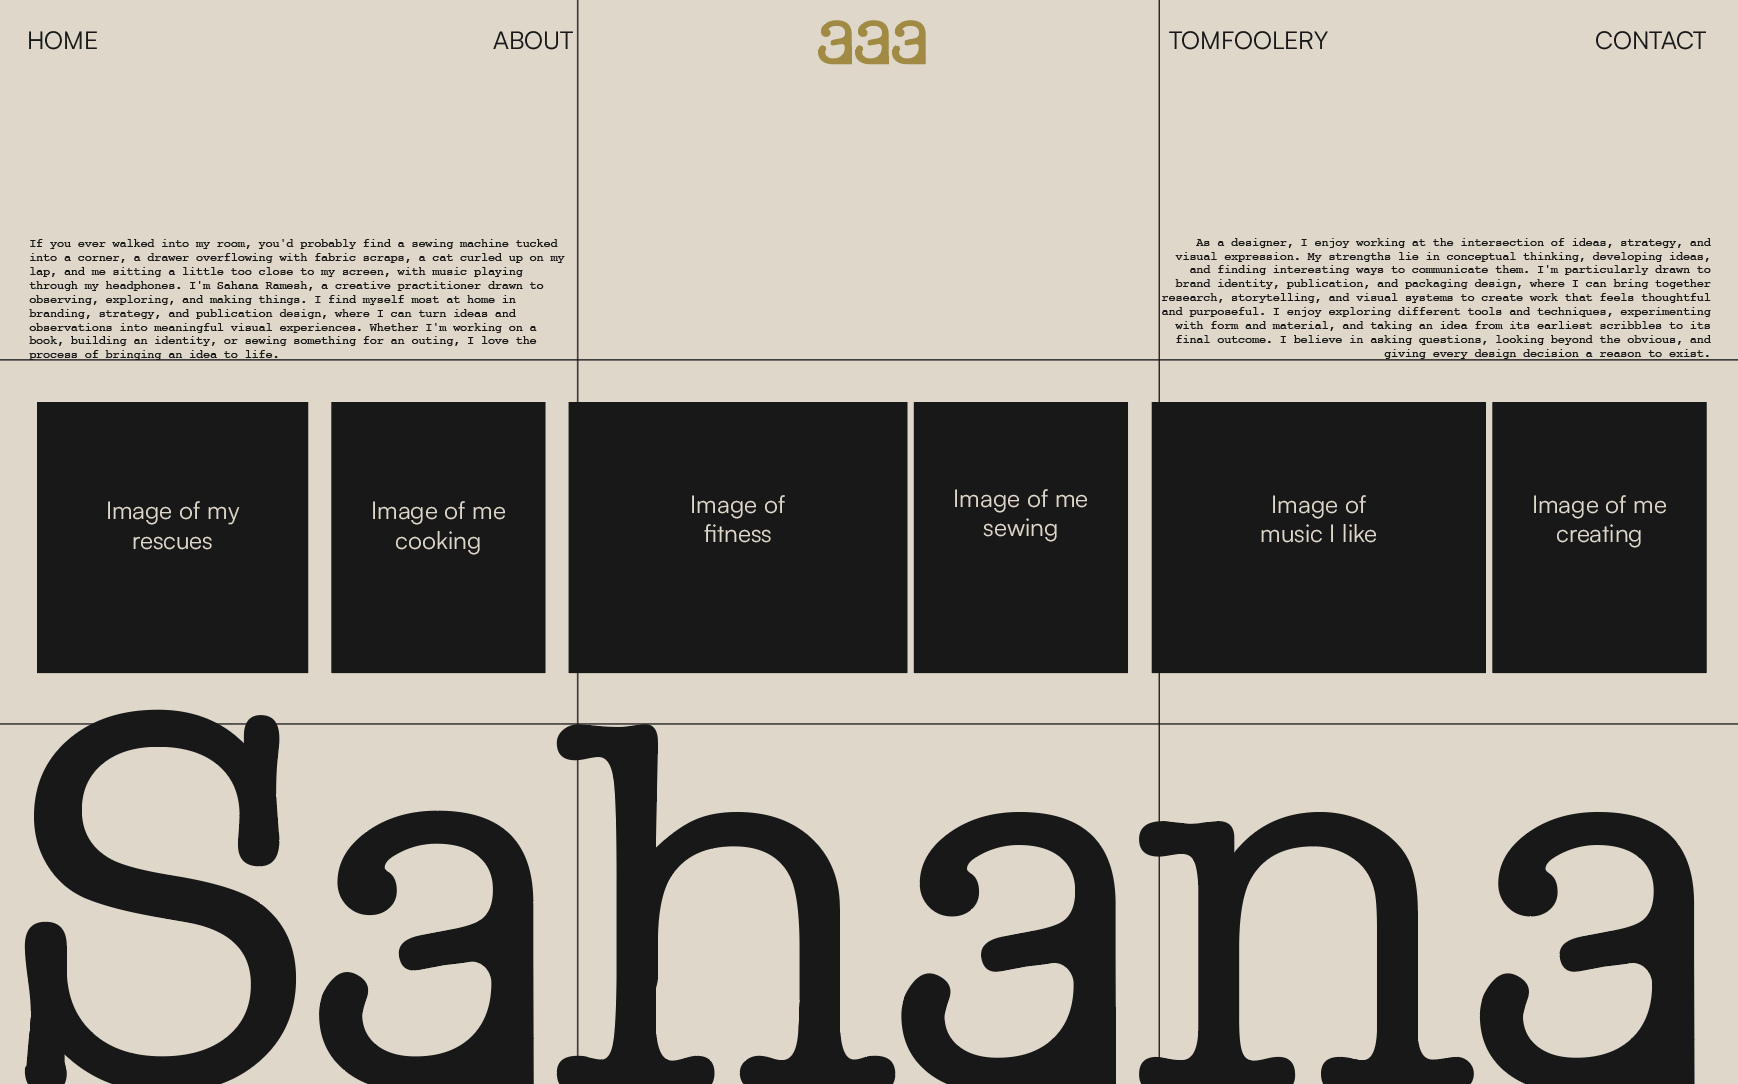 HOME
ABOUT
aaa
TOMFOOLERY
CONTACT
If you ever walked into my room, you'd probably find a sewing machine tucked
into a corner, a drawer overflowing with fabric scraps, a cat curled up on my
lap, and me sitting a little too close to my screen, with music playing
through my headphones. I'm Sahana Ramesh, a creative practitioner drawn to
observing, exploring, and making things. I find myself most at home in
branding, strategy, and publication design, where I can turn ideas and
observations into meaningful visual experiences. Whether I'm working on a
book, building an identity, or sewing something for an outing, I love the
process of bringing an idea to life.
As a designer, I enjoy working at the intersection of ideas, strategy, and
visual expression. My strengths lie in conceptual thinking, developing ideas,
and finding interesting ways to communicate them. I'm particularly drawn to
brand identity, publication, and packaging design, where I can bring together
research, storytelling, and visual systems to create work that feels thoughtful
and purposeful. I enjoy exploring different tools and techniques, experimenting
with form and material, and taking an idea from its earliest scribbles to its
final outcome. I believe in asking questions, looking beyond the obvious, and
giving every design decision a reason to exist.
Image of my
rescues
Image of me
cooking
Image of
fitness
Image of me
sewing
Image of
music I like
Image of me
creating
Sahana